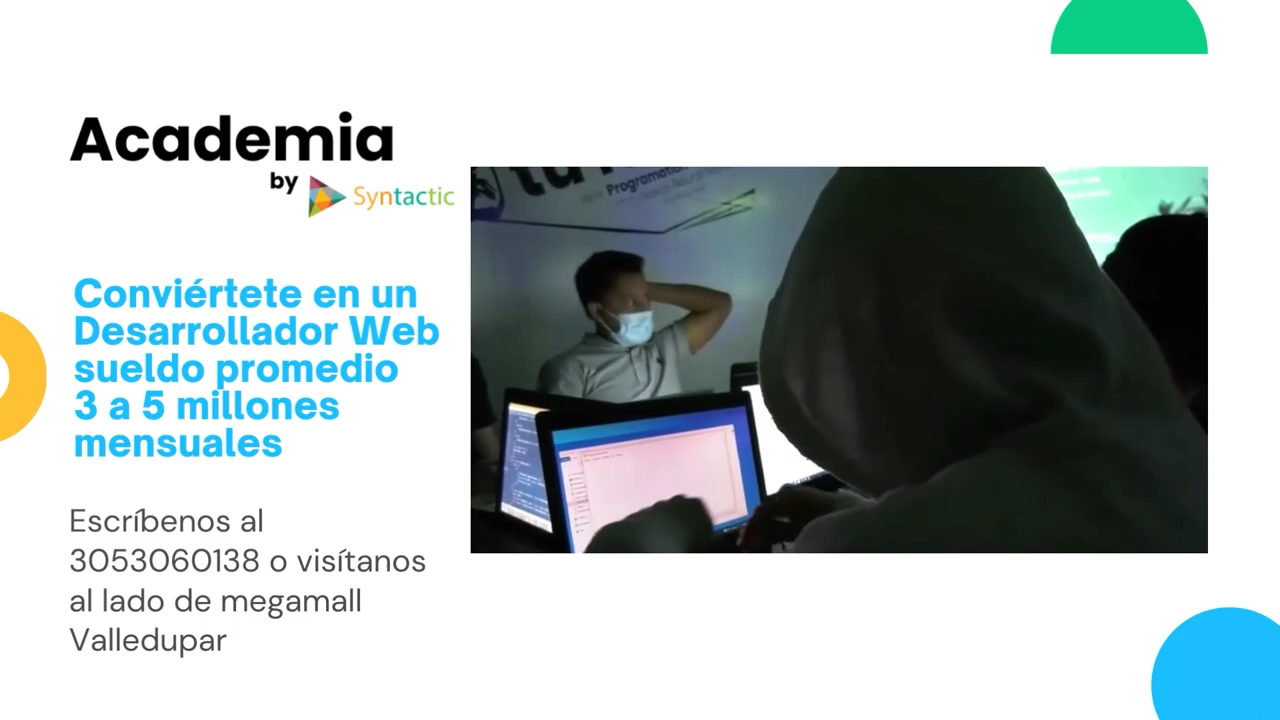 Academia
by Syntactic
Conviértete en un
Desarrollador Web
sueldo promedio
3 a 5 millones
mensuales
Escríbenos al
3053060138 o visítanos
al lado de megamall
Valledupar